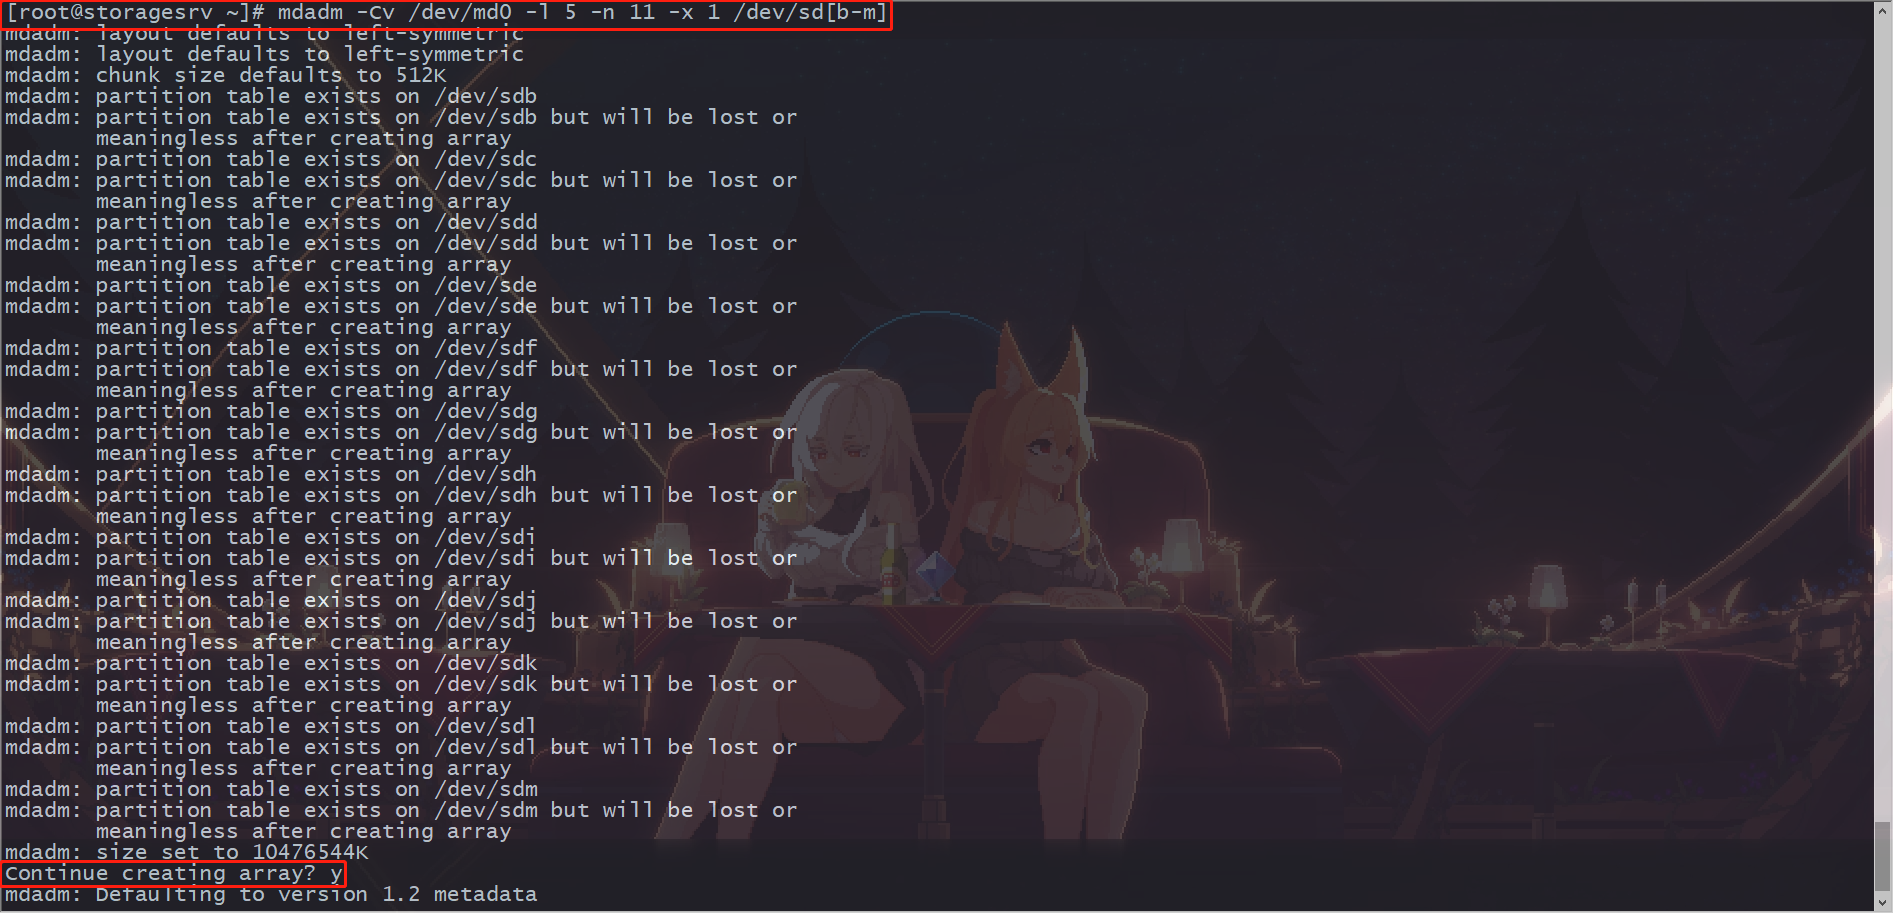 [root@storagesrv ~]# mdadm -Cv /dev/md0 -l 5 -n 11 -x 1 /dev/sd[b-m]
mdadm: layout defaults to left-symmetric
mdadm: layout defaults to left-symmetric
mdadm: chunk size defaults to 512K
mdadm: partition table exists on /dev/sdb
mdadm: partition table exists on /dev/sdb but will be lost or
       meaningless after creating array
mdadm: partition table exists on /dev/sdc
mdadm: partition table exists on /dev/sdc but will be lost or
       meaningless after creating array
mdadm: partition table exists on /dev/sdd
mdadm: partition table exists on /dev/sdd but will be lost or
       meaningless after creating array
mdadm: partition table exists on /dev/sde
mdadm: partition table exists on /dev/sde but will be lost or
       meaningless after creating array
mdadm: partition table exists on /dev/sdf
mdadm: partition table exists on /dev/sdf but will be lost or
       meaningless after creating array
mdadm: partition table exists on /dev/sdg
mdadm: partition table exists on /dev/sdg but will be lost or
       meaningless after creating array
mdadm: partition table exists on /dev/sdh
mdadm: partition table exists on /dev/sdh but will be lost or
       meaningless after creating array
mdadm: partition table exists on /dev/sdi
mdadm: partition table exists on /dev/sdi but will be lost or
       meaningless after creating array
mdadm: partition table exists on /dev/sdj
mdadm: partition table exists on /dev/sdj but will be lost or
       meaningless after creating array
mdadm: partition table exists on /dev/sdk
mdadm: partition table exists on /dev/sdk but will be lost or
       meaningless after creating array
mdadm: partition table exists on /dev/sdl
mdadm: partition table exists on /dev/sdl but will be lost or
       meaningless after creating array
mdadm: partition table exists on /dev/sdm
mdadm: partition table exists on /dev/sdm but will be lost or
       meaningless after creating array
mdadm: size set to 10476544K
Continue creating array? y
mdadm: Defaulting to version 1.2 metadata